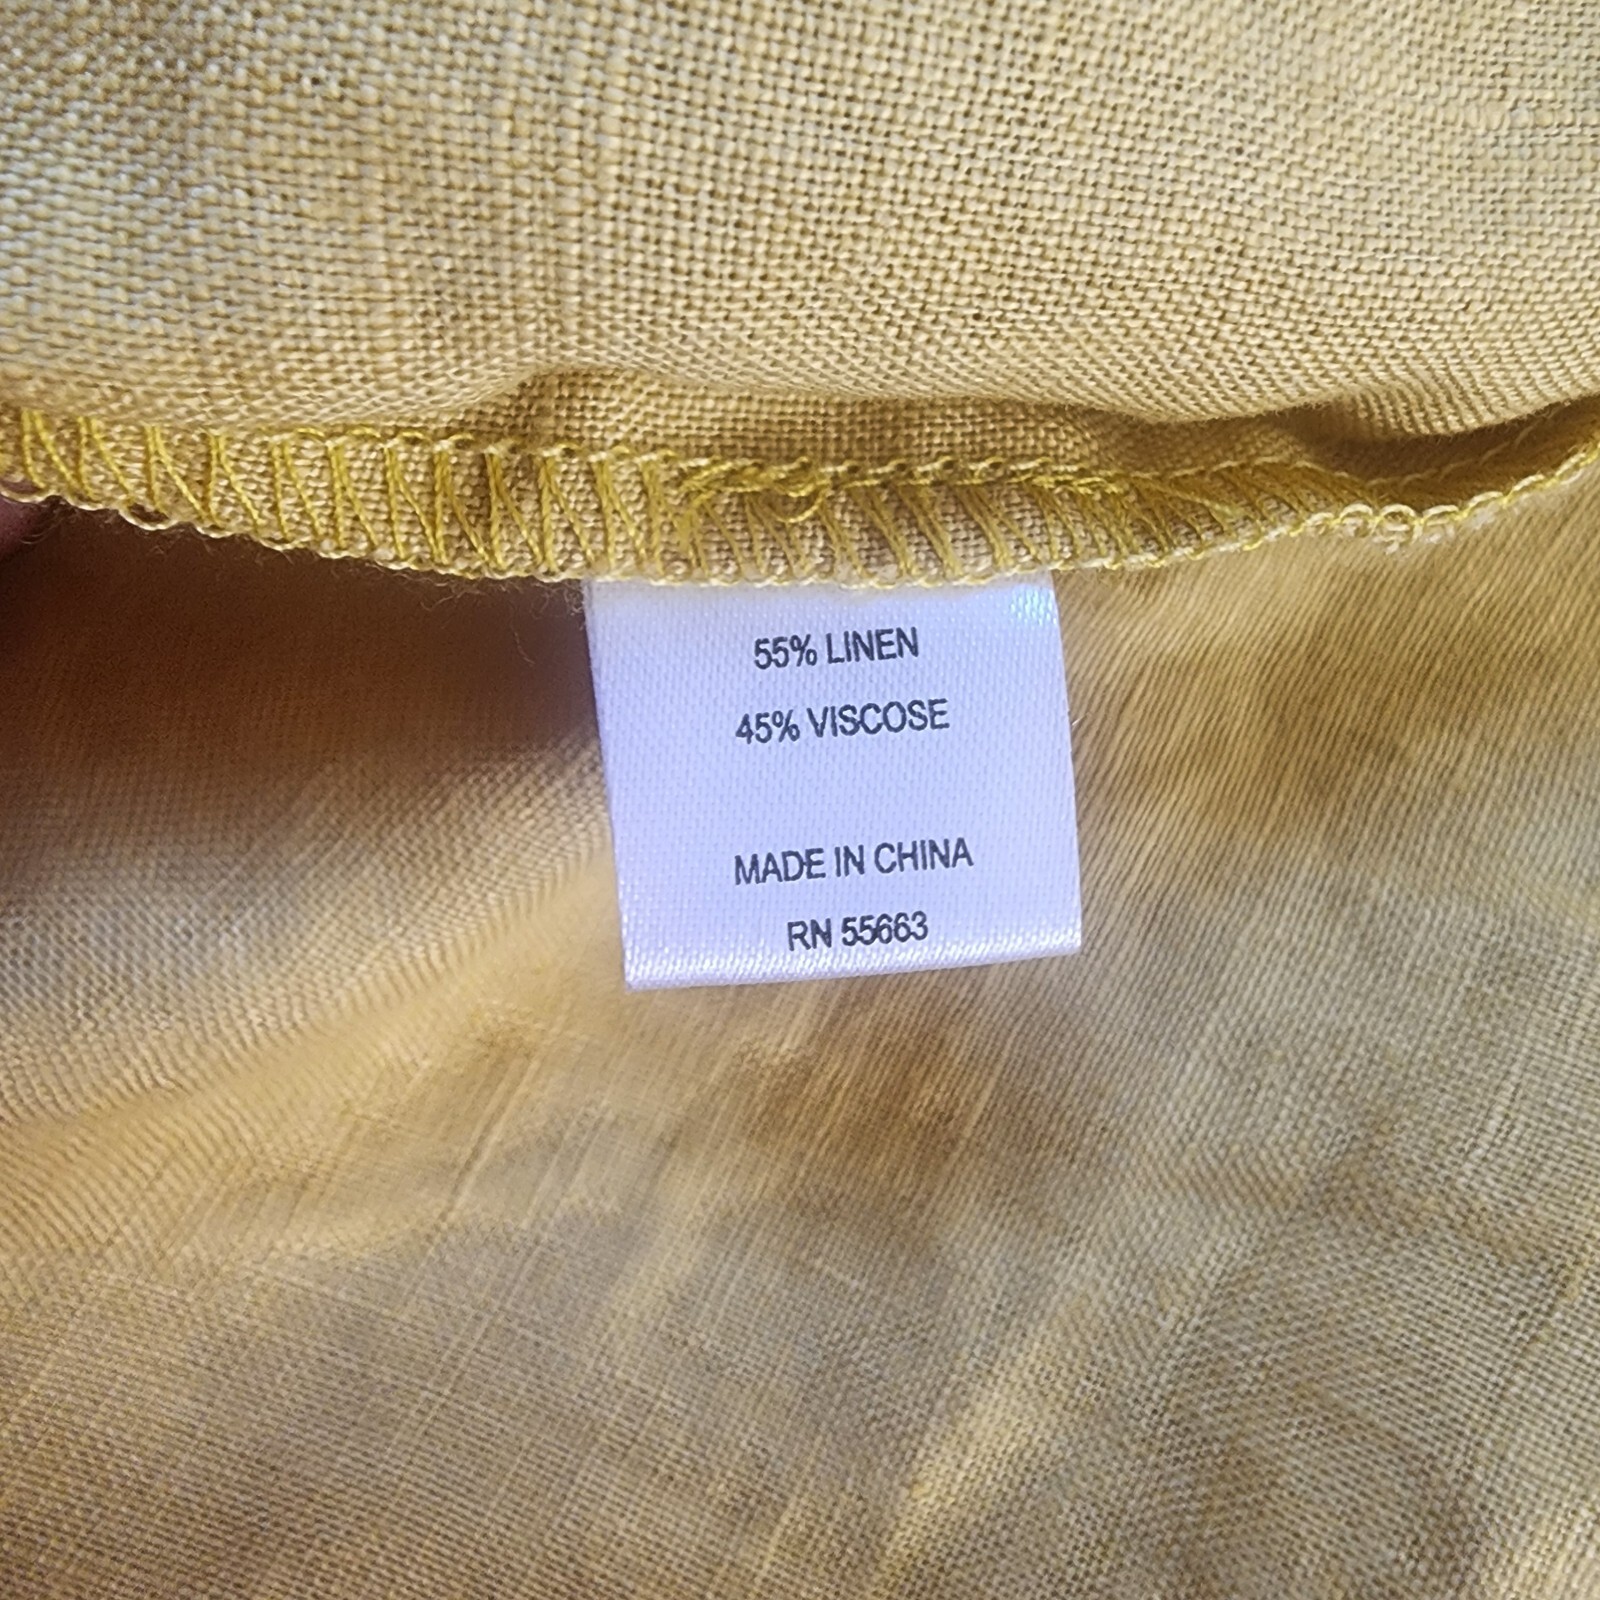 55% LINEN
45% VISCOSE
MADE IN CHINA
RN 55663